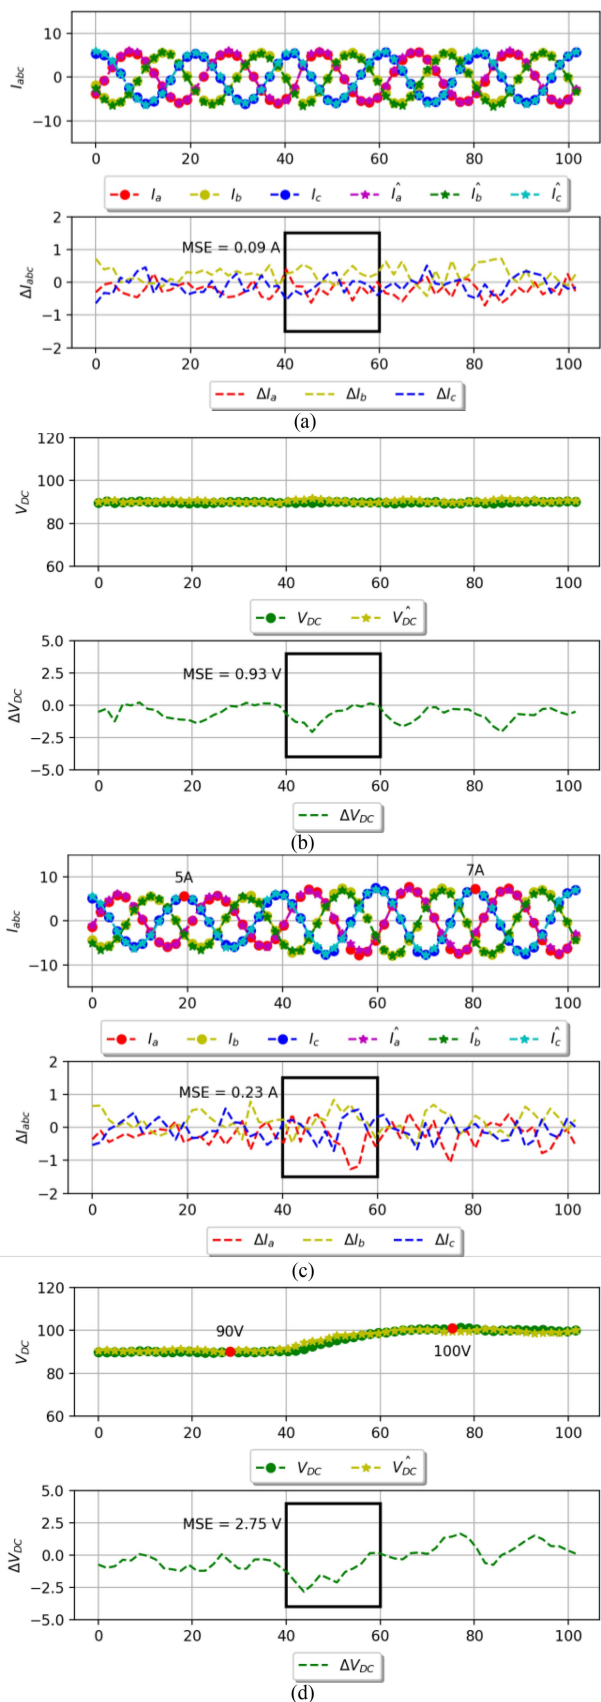 10
0
−10
I_abc
0 20 40 60 80 100
I_a I_b I_c Î_a Î_b Î_c
2
1
0
−1
−2
ΔI_abc
MSE = 0.09 A
0 20 40 60 80 100
ΔI_a ΔI_b ΔI_c
(a)
120
100
80
60
V_DC
0 20 40 60 80 100
V_DC V̂_DC
5.0
2.5
0.0
−2.5
−5.0
ΔV_DC
MSE = 0.93 V
0 20 40 60 80 100
ΔV_DC
(b)
10
0
−10
I_abc
5A 7A
0 20 40 60 80 100
I_a I_b I_c Î_a Î_b Î_c
2
1
0
−1
−2
ΔI_abc
MSE = 0.23 A
0 20 40 60 80 100
ΔI_a ΔI_b ΔI_c
(c)
120
100
80
60
V_DC
90V
100V
0 20 40 60 80 100
V_DC V̂_DC
5.0
2.5
0.0
−2.5
−5.0
ΔV_DC
MSE = 2.75 V
0 20 40 60 80 100
ΔV_DC
(d)